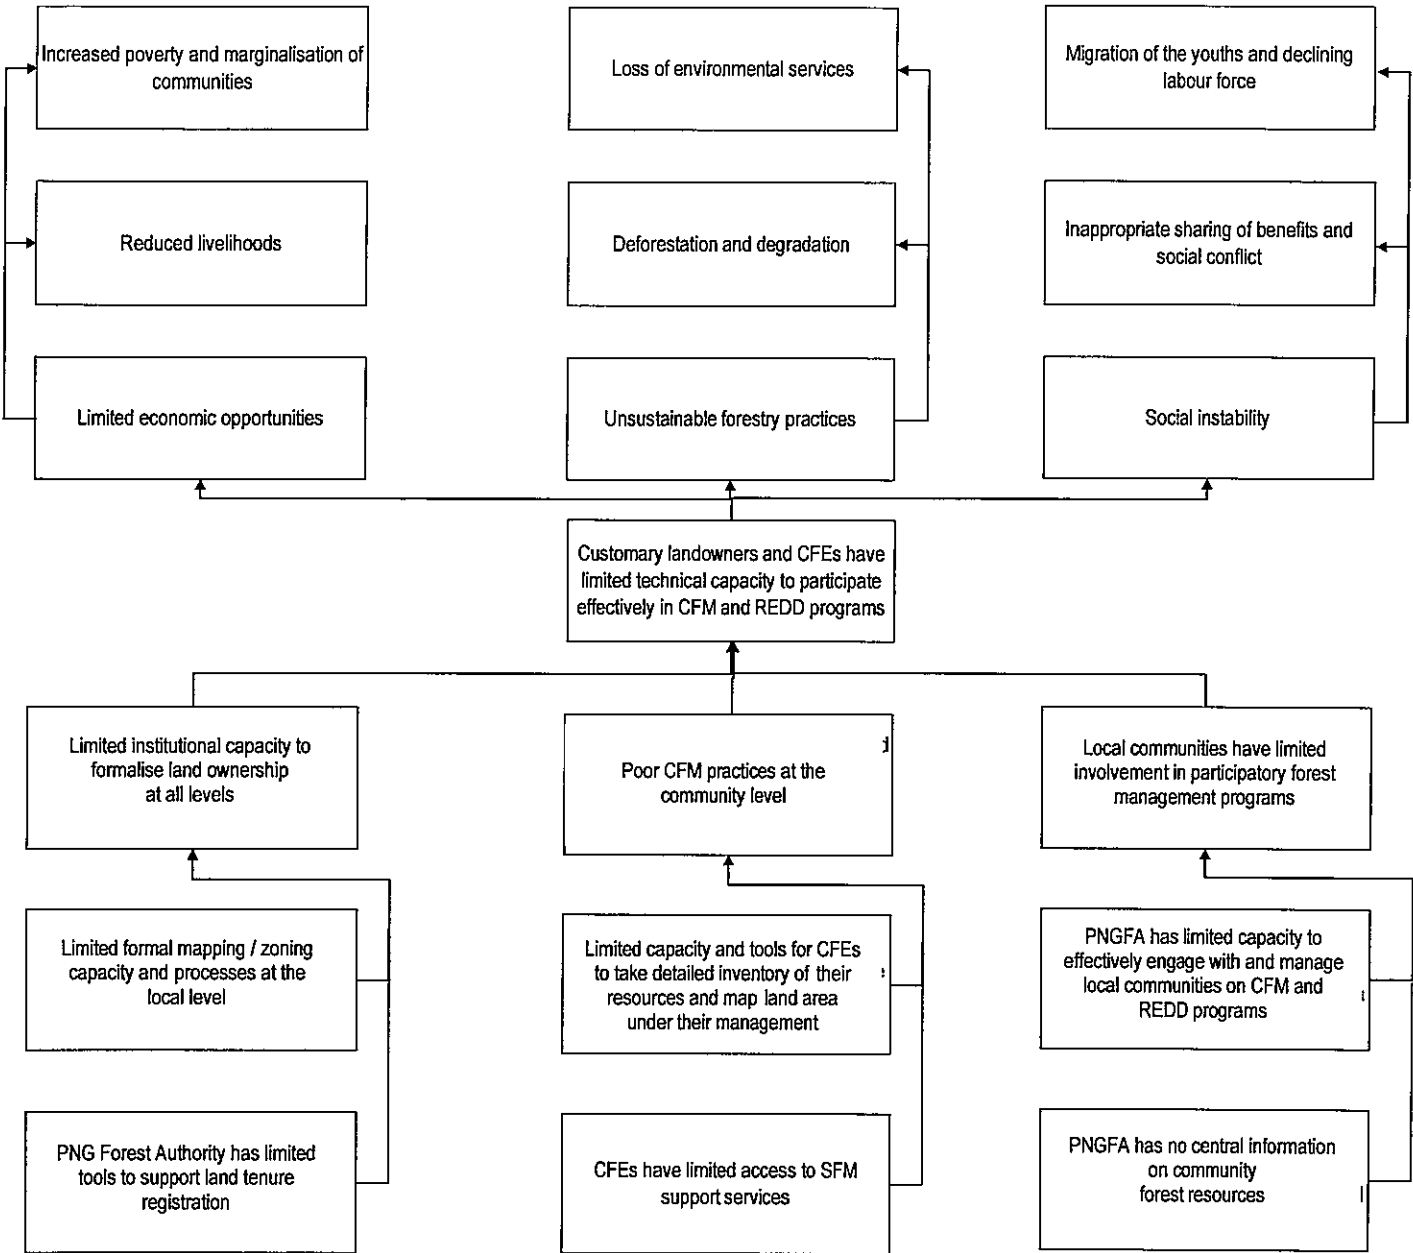 Increased poverty and marginalisation of
communities
Loss of environmental services
Migration of the youths and declining
labour force
Reduced livelihoods
Deforestation and degradation
Inappropriate sharing of benefits and
social conflict
Limited economic opportunities
Unsustainable forestry practices
Social instability
Customary landowners and CFEs have
limited technical capacity to participate
effectively in CFM and REDD programs
Limited institutional capacity to
formalise land ownership
at all levels
Poor CFM practices at the
community level
Local communities have limited
involvement in participatory forest
management programs
Limited formal mapping / zoning
capacity and processes at the
local level
Limited capacity and tools for CFEs
to take detailed inventory of their
resources and map land area
under their management
PNGFA has limited capacity to
effectively engage with and manage
local communities on CFM and
REDD programs
PNG Forest Authority has limited
tools to support land tenure
registration
CFEs have limited access to SFM
support services
PNGFA has no central information
on community
forest resources